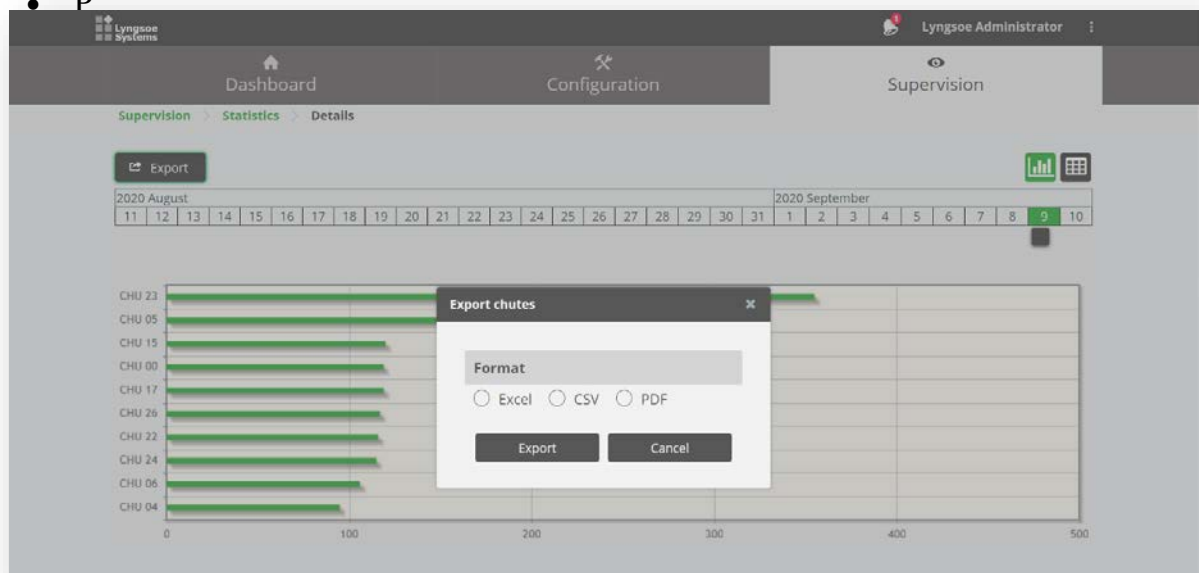 • P
Lyngsoe
Systems
1
Lyngsoe Administrator
Dashboard
Configuration
Supervision
Supervision > Statistics > Details
Export
2020 August 2020 September
11 12 13 14 15 16 17 18 19 20 21 22 23 24 25 26 27 28 29 30 31 1 2 3 4 5 6 7 8 9 10
CHU 23
Export chutes ×
CHU 05
CHU 15
Format
CHU 00
CHU 17
Excel CSV PDF
CHU 26
CHU 22
Export Cancel
CHU 24
CHU 06
CHU 04
0 100 200 300 400 500